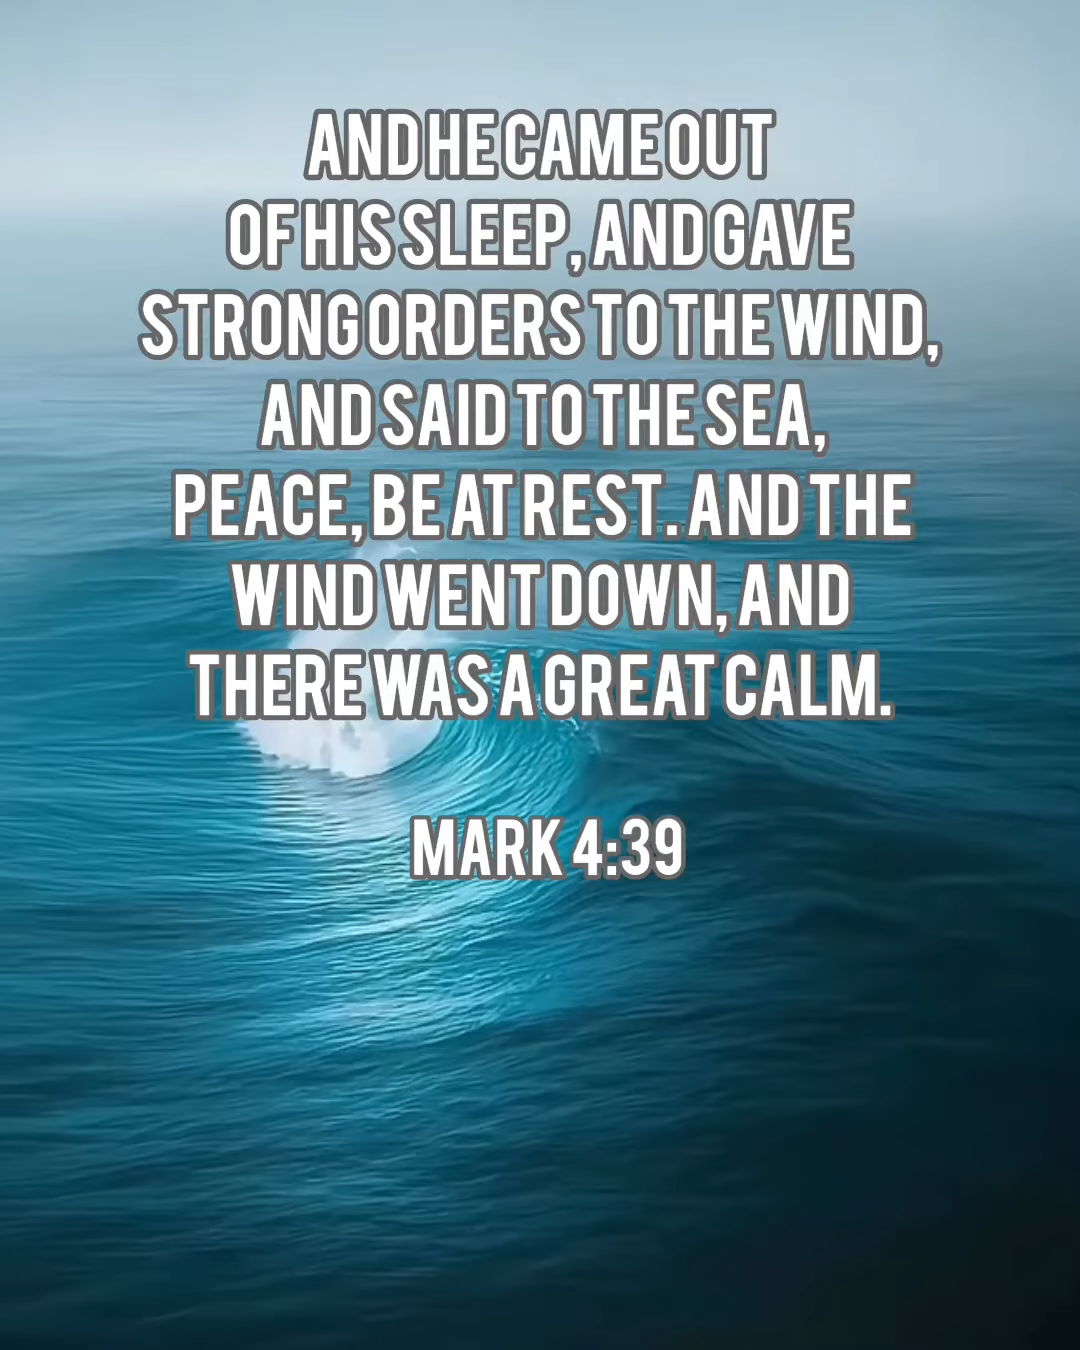 AND HE CAME OUT
OF HIS SLEEP, AND GAVE
STRONG ORDERS TO THE WIND,
AND SAID TO THE SEA,
PEACE, BE AT REST. AND THE
WIND WENT DOWN, AND
THERE WAS A GREAT CALM.
MARK 4:39